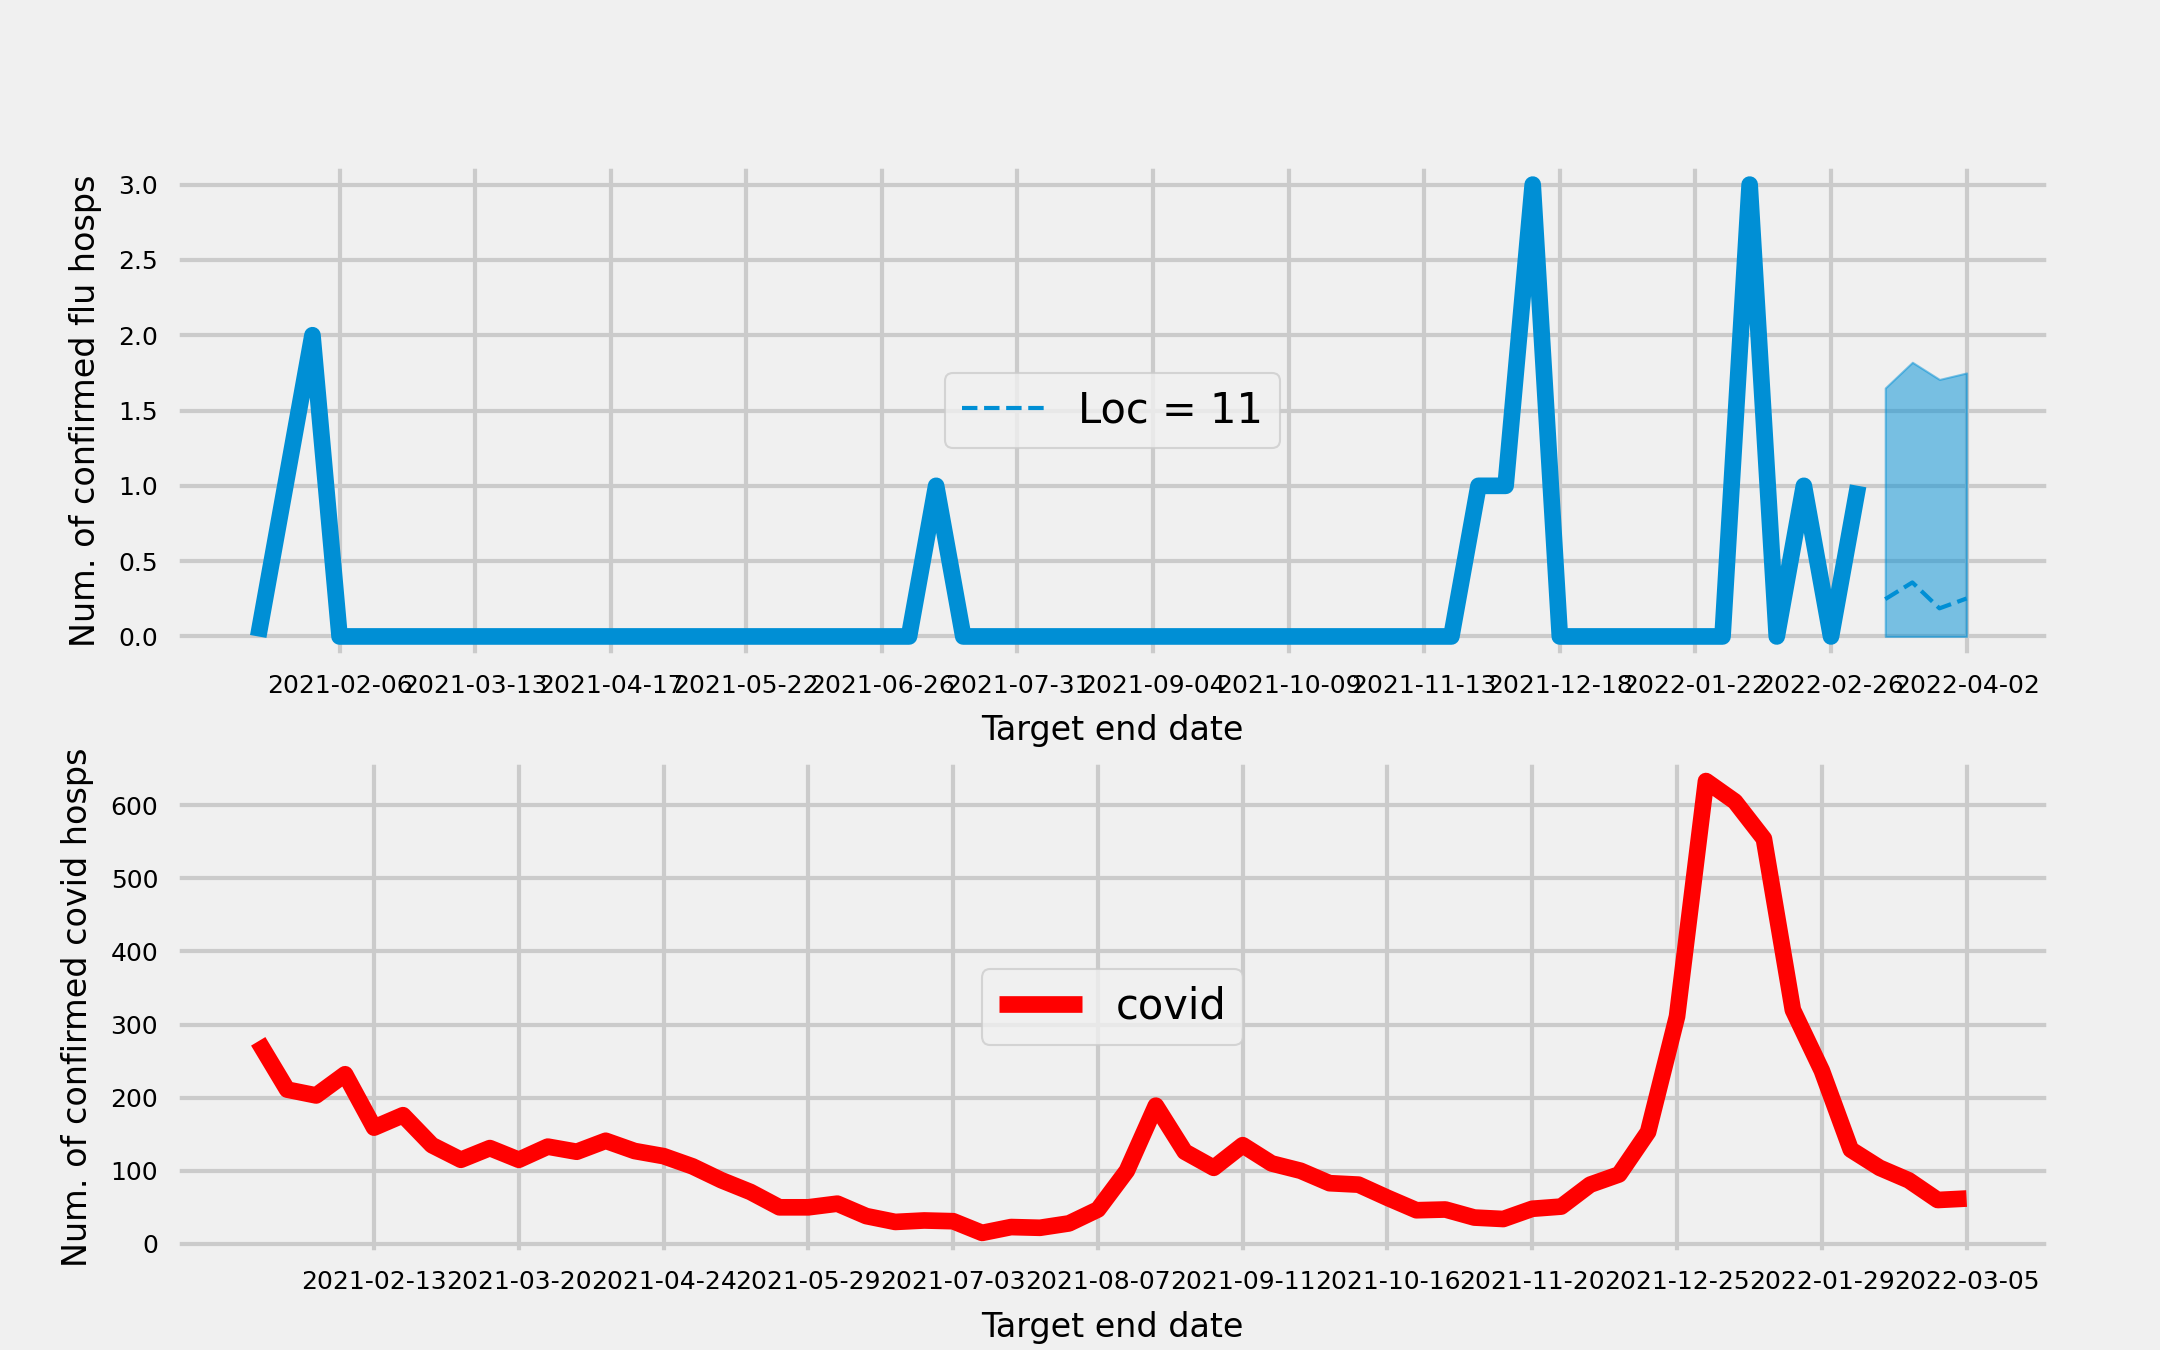 Num. of confirmed flu hosps
3.0
2.5
2.0
1.5
1.0
0.5
0.0
Loc = 11
2021-02-06 2021-03-13 2021-04-17 2021-05-22 2021-06-26 2021-07-31 2021-09-04 2021-10-09 2021-11-13 2021-12-18 2022-01-22 2022-02-26 2022-04-02
Target end date
Num. of confirmed covid hosps
600
500
400
300
200
100
0
covid
2021-02-13 2021-03-20 2021-04-24 2021-05-29 2021-07-03 2021-08-07 2021-09-11 2021-10-16 2021-11-20 2021-12-25 2022-01-29 2022-03-05
Target end date